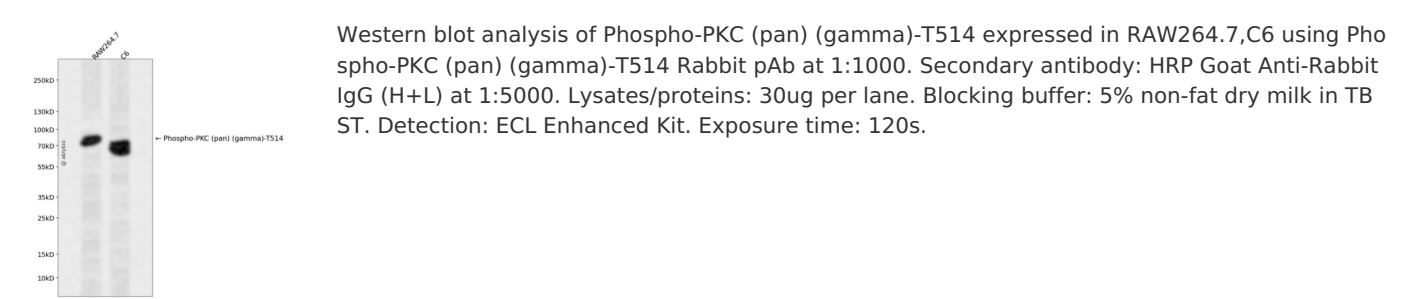 RAW264.7
C6
250kD
130kD
100kD
70kD
55kD
35kD
25kD
15kD
10kD
← Phospho-PKC (pan) (gamma)-T514
Western blot analysis of Phospho-PKC (pan) (gamma)-T514 expressed in RAW264.7,C6 using Pho
spho-PKC (pan) (gamma)-T514 Rabbit pAb at 1:1000. Secondary antibody: HRP Goat Anti-Rabbit
IgG (H+L) at 1:5000. Lysates/proteins: 30ug per lane. Blocking buffer: 5% non-fat dry milk in TB
ST. Detection: ECL Enhanced Kit. Exposure time: 120s.